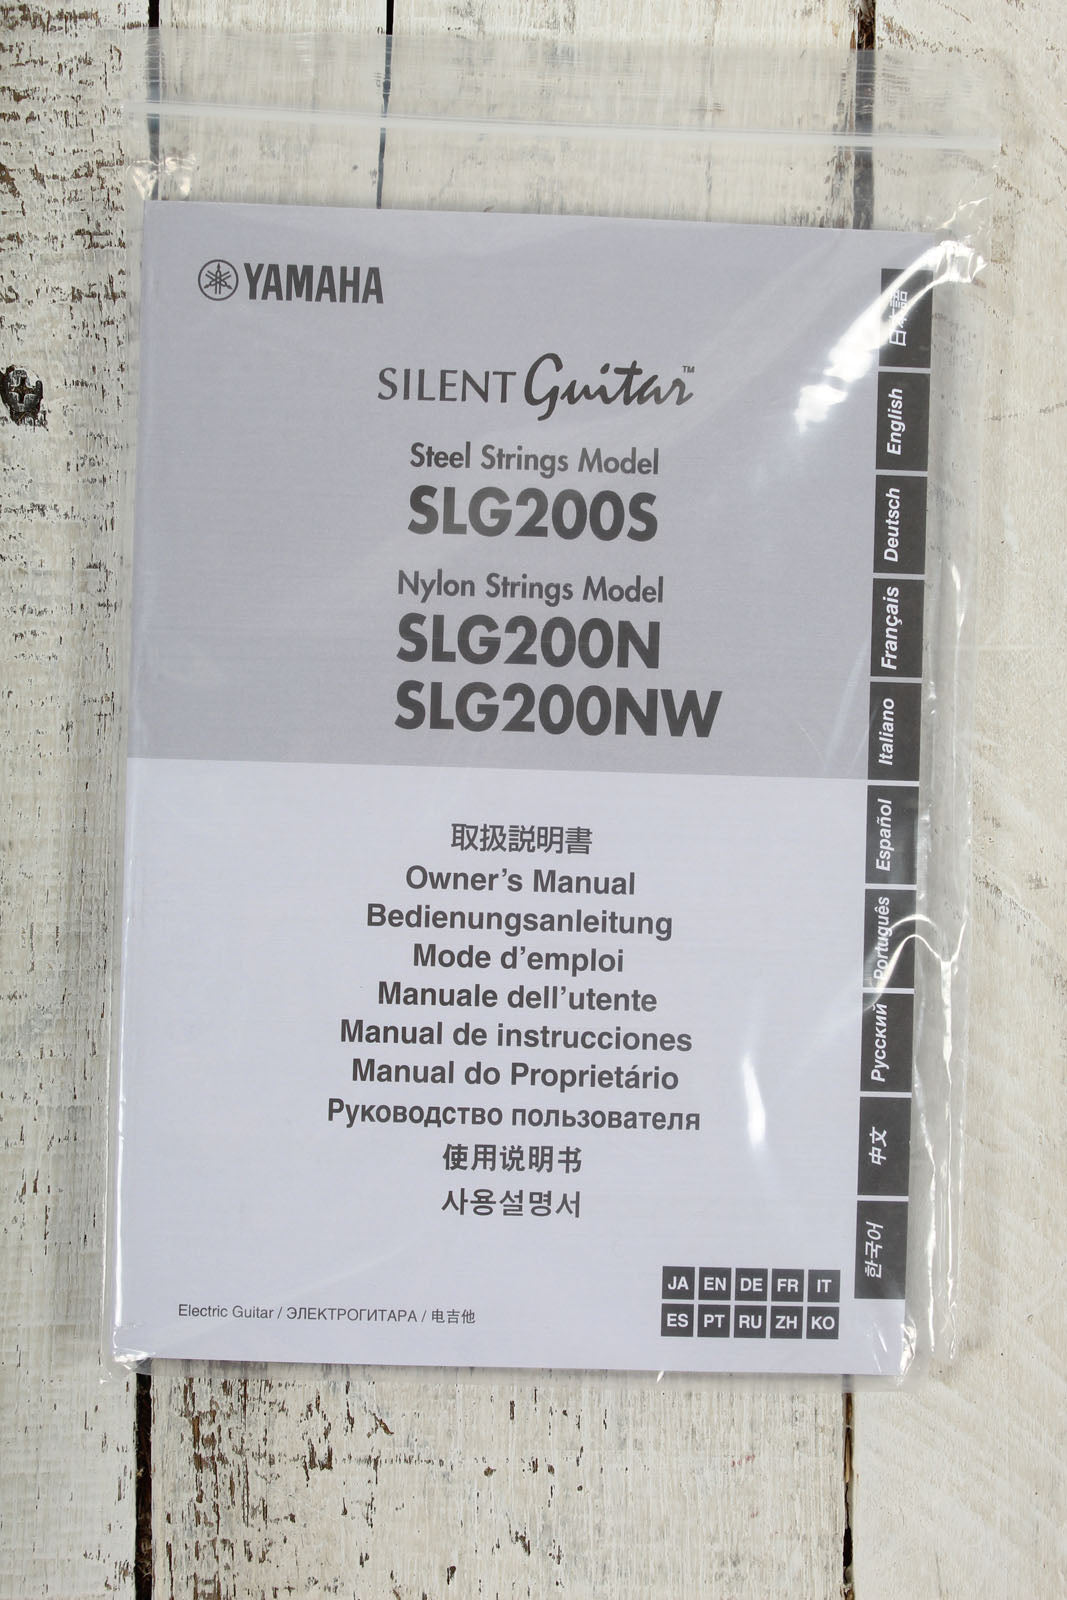 YAMAHA
SILENT Guitar™
Steel Strings Model
SLG200S
Nylon Strings Model
SLG200N
SLG200NW
取扱説明書
Owner's Manual
Bedienungsanleitung
Mode d'emploi
Manuale dell'utente
Manual de instrucciones
Manual do Proprietário
Руководство пользователя
使用说明书
사용설명서
Electric Guitar / ЭЛЕКТРОГИТАРА / 电吉他
JA EN DE FR IT
ES PT RU ZH KO
日本語
English
Deutsch
Français
Italiano
Español
Português
Русский
中文
한국어